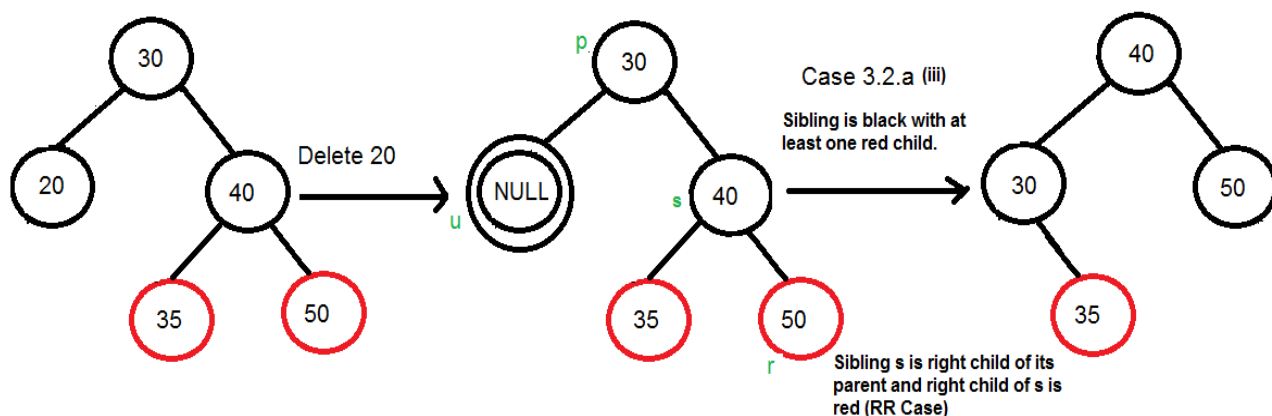 30
20
40
35
50
Delete 20
p
30
u
NULL
s
40
35
50
r
Case 3.2.a (iii)
Sibling is black with at
least one red child.
Sibling s is right child of its
parent and right child of s is
red (RR Case)
40
30
50
35